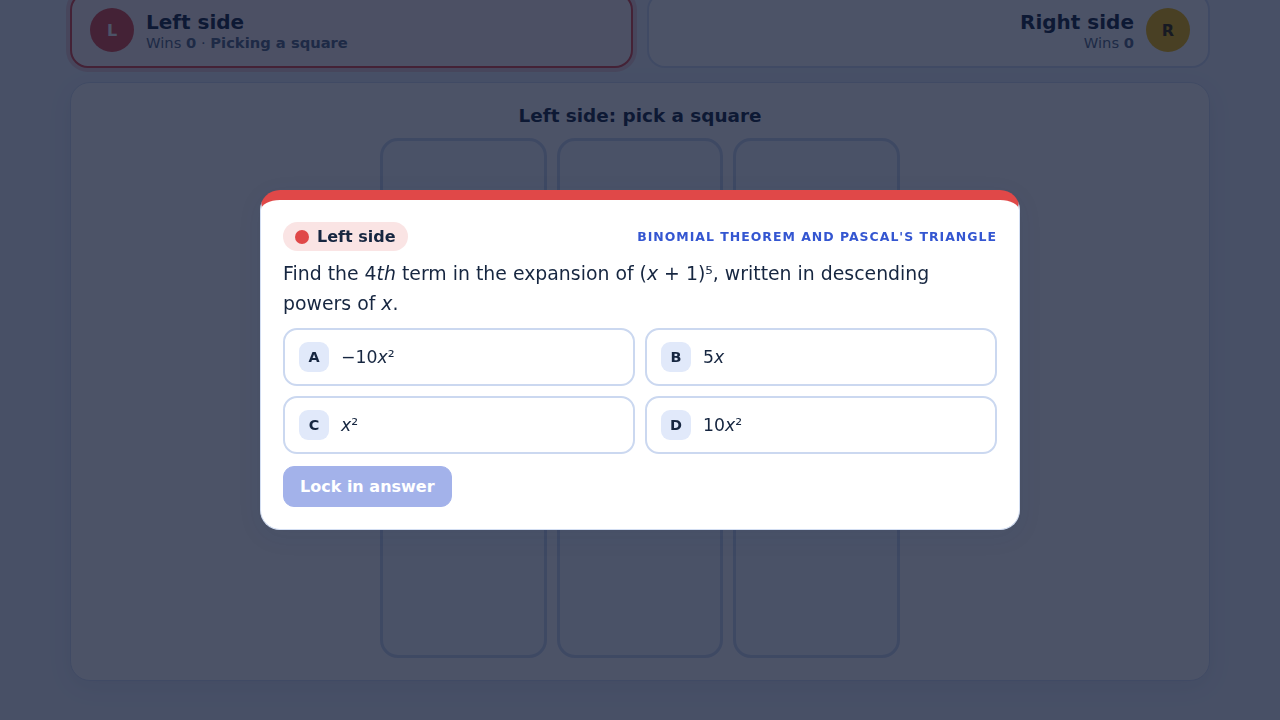 L
Left side
Wins 0 · Picking a square
Right side
Wins 0
R
Left side: pick a square
Left side
BINOMIAL THEOREM AND PASCAL'S TRIANGLE
Find the 4th term in the expansion of (x + 1)⁵, written in descending
powers of x.
A −10x²
B 5x
C x²
D 10x²
Lock in answer